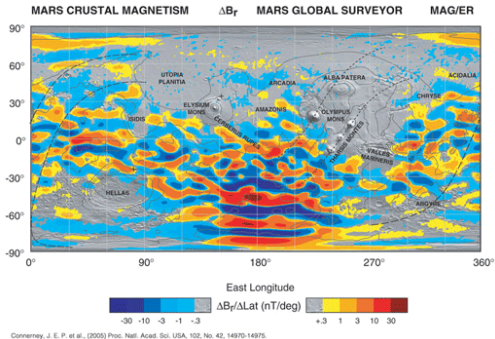 MARS CRUSTAL MAGNETISM ΔBr MARS GLOBAL SURVEYOR MAG/ER
90°
UTOPIA
PLANITIA
ARCADIA
ALBA PATERA
ACIDALIA
60°
CHRYSE
30°
ELYSIUM
MONS
AMAZONIS
OLYMPUS
MONS
ISIDIS
CERBERUS RUPES
THARSIS MONTES
0°
VALLES
MARINERIS
-30°
HELLAS
ARGYRE
-60°
-90°
0° 90° 180° 270° 360°
East Longitude
ΔBr/ΔLat (nT/deg)
-30 -10 -3 -1 -.3 +.3 1 3 10 30
Connerney, J. E. P. et al., (2005) Proc. Natl. Acad. Sci. USA, 102, No. 42, 14970-14975.